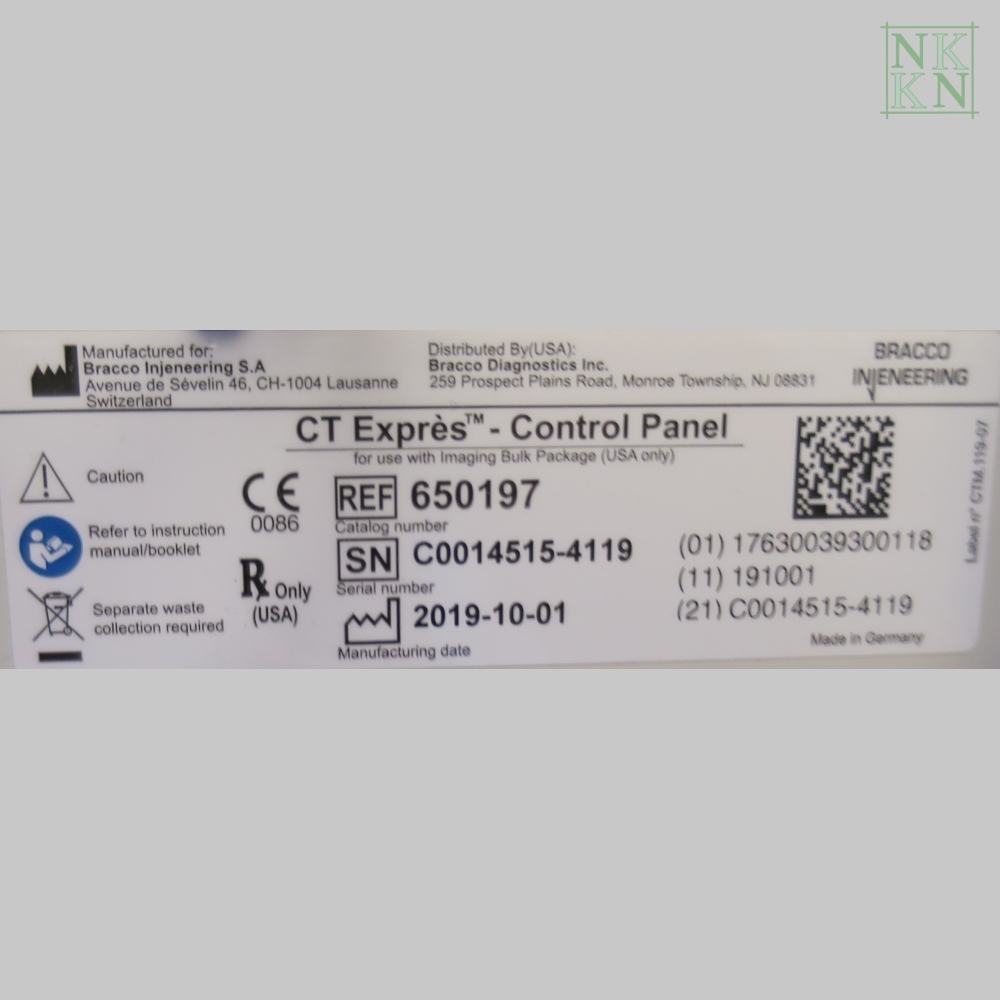 NK
KN
Manufactured for:
Bracco Injeneering S.A
Avenue de Sévelin 46, CH-1004 Lausanne
Switzerland
Distributed By(USA):
Bracco Diagnostics Inc.
259 Prospect Plains Road, Monroe Township, NJ 08831
BRACCO
INJENEERING
CT Exprès™ - Control Panel
for use with Imaging Bulk Package (USA only)
Caution
Refer to instruction
manual/booklet
Separate waste
collection required
CE
0086
Rx Only
(USA)
REF 650197
Catalog number
SN C0014515-4119
Serial number
2019-10-01
Manufacturing date
(01) 17630039300118
(11) 191001
(21) C0014515-4119
Made in Germany
Label n° CTM.119-07